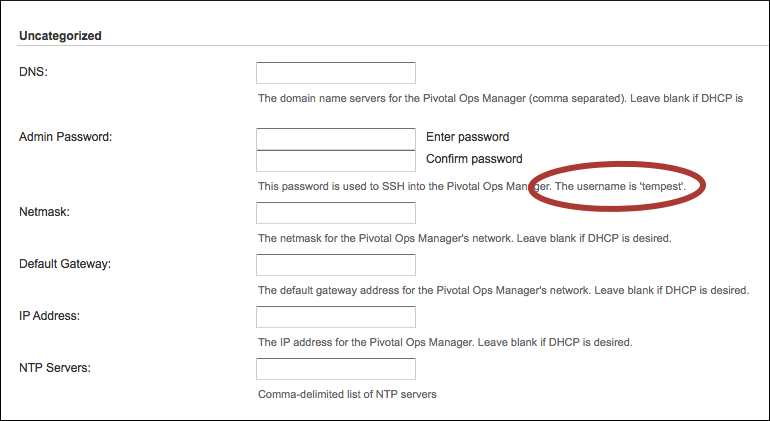 Uncategorized
DNS:
The domain name servers for the Pivotal Ops Manager (comma separated). Leave blank if DHCP is
Admin Password:
Enter password
Confirm password
This password is used to SSH into the Pivotal Ops Manager. The username is 'tempest'.
Netmask:
The netmask for the Pivotal Ops Manager's network. Leave blank if DHCP is desired.
Default Gateway:
The default gateway address for the Pivotal Ops Manager's network. Leave blank if DHCP is desired.
IP Address:
The IP address for the Pivotal Ops Manager. Leave blank if DHCP is desired.
NTP Servers:
Comma-delimited list of NTP servers